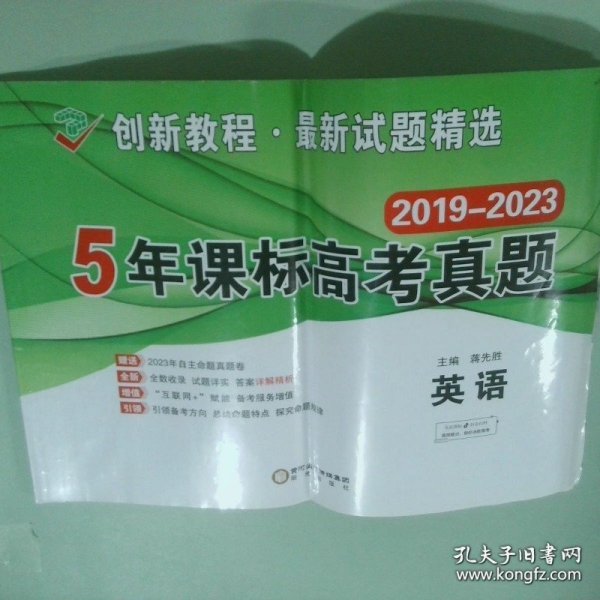 创新教程·最新试题精选
2019-2023
5年课标高考真题
赠送 2023年自主命题真题卷
全新 全数收录 试题详实 答案详解精析
增值 “互联网+”赋能 备考服务增值
引领 引领备考方向 总结命题特点 探究命题规律
主编 蒋先胜
英语
孔夫子旧书网
www.kongfz.com